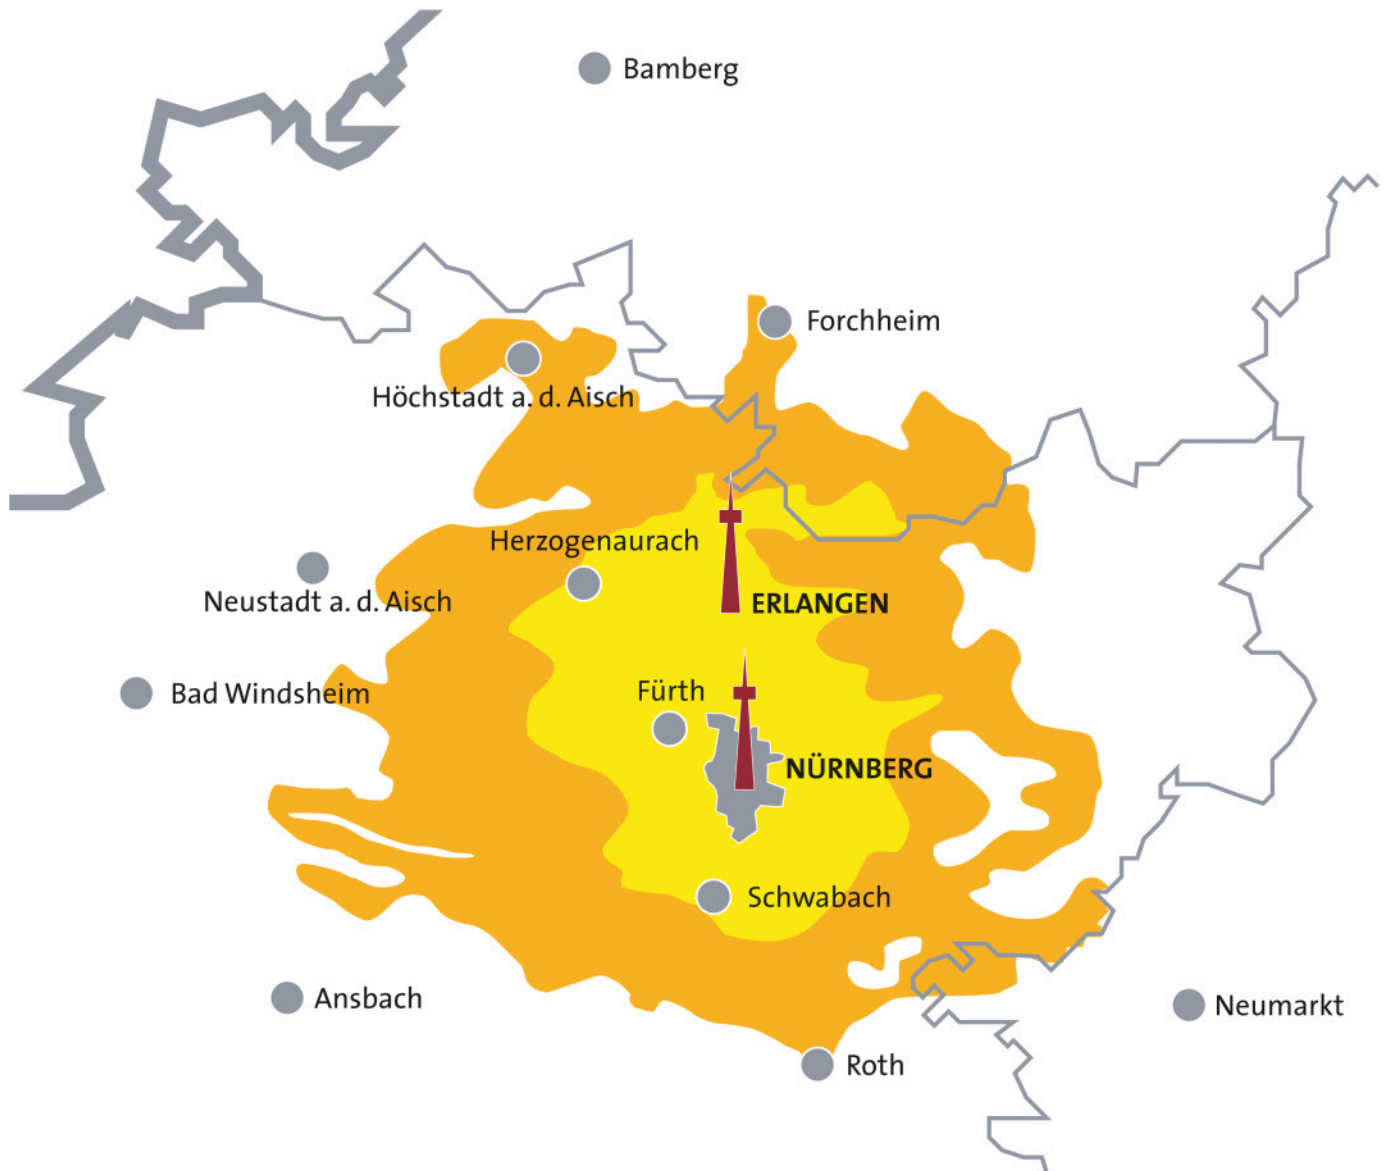 Bamberg
Forchheim
Höchstadt a. d. Aisch
Herzogenaurach
Neustadt a. d. Aisch
ERLANGEN
Bad Windsheim
Fürth
NÜRNBERG
Schwabach
Ansbach
Neumarkt
Roth